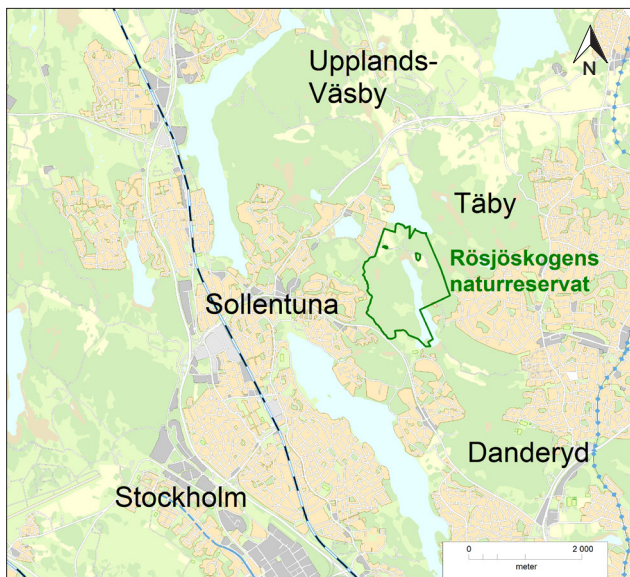 Upplands-
Väsby
N
Täby
Rösjöskogens
naturreservat
Sollentuna
Danderyd
Stockholm
0 2 000
meter